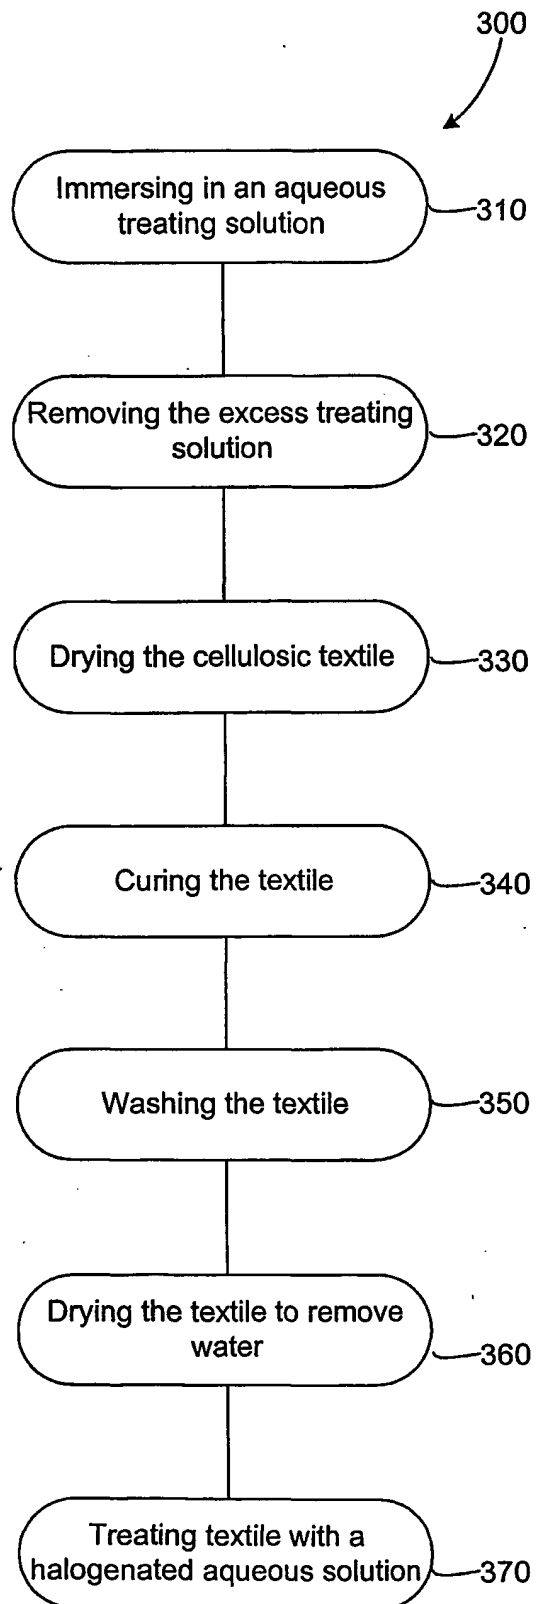 300
Immersing in an aqueous
treating solution
310
Removing the excess treating
solution
320
Drying the cellulosic textile
330
Curing the textile
340
Washing the textile
350
Drying the textile to remove
water
360
Treating textile with a
halogenated aqueous solution
370